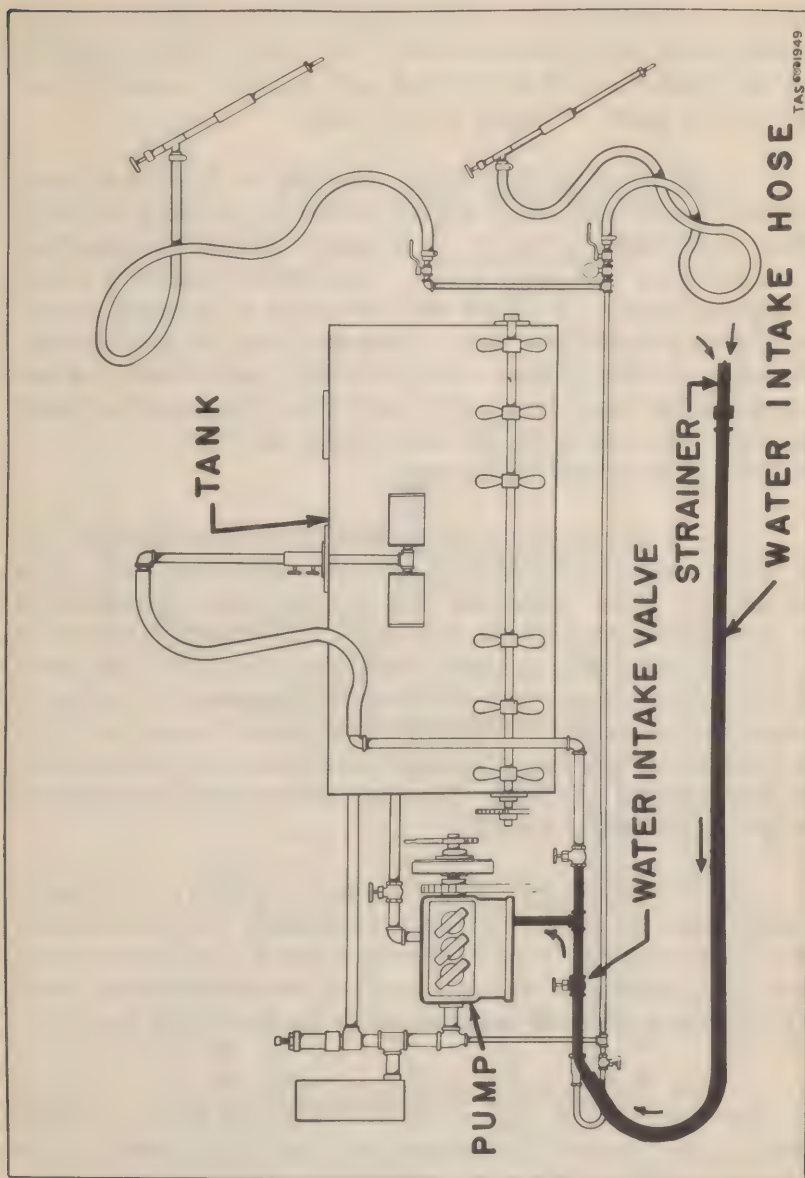 TANK
PUMP
WATER INTAKE VALVE
STRAINER
WATER INTAKE HOSE